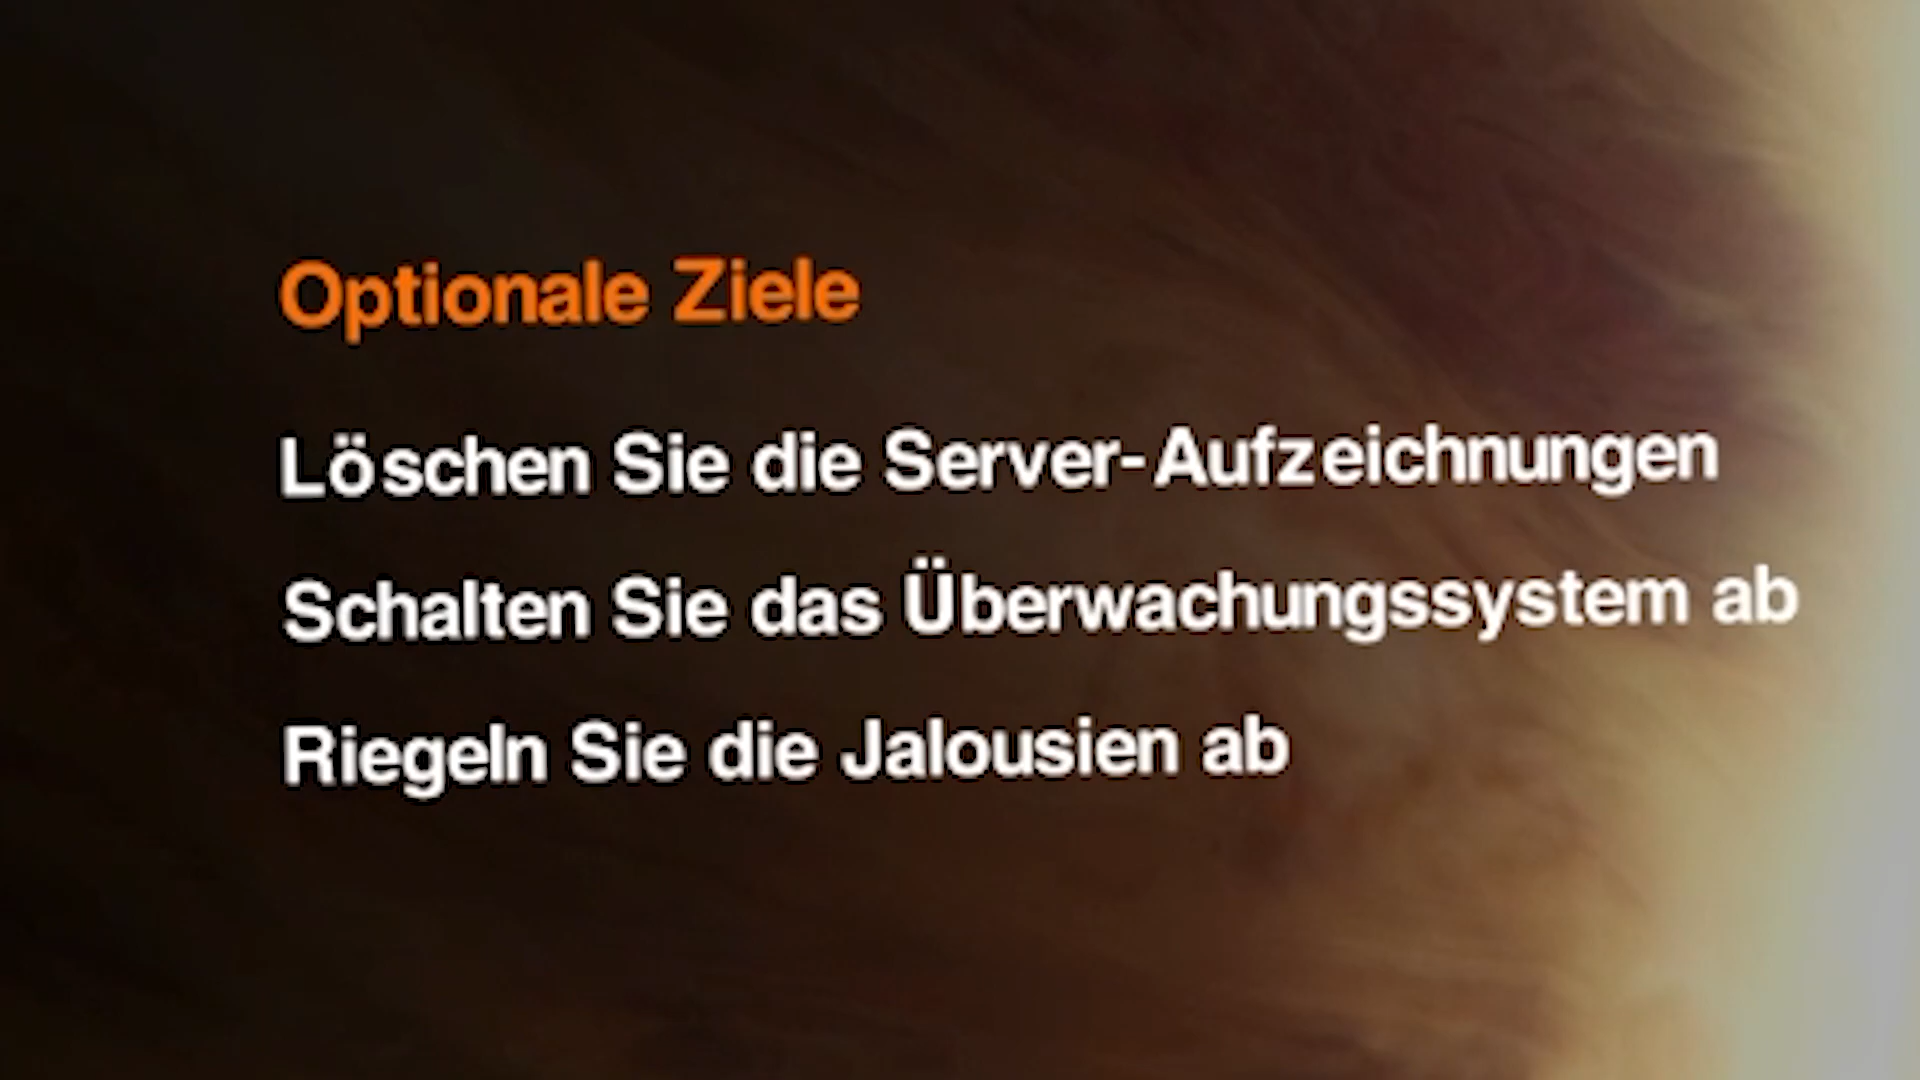 Optionale Ziele
Löschen Sie die Server-Aufzeichnungen
Schalten Sie das Überwachungssystem ab
Riegeln Sie die Jalousien ab